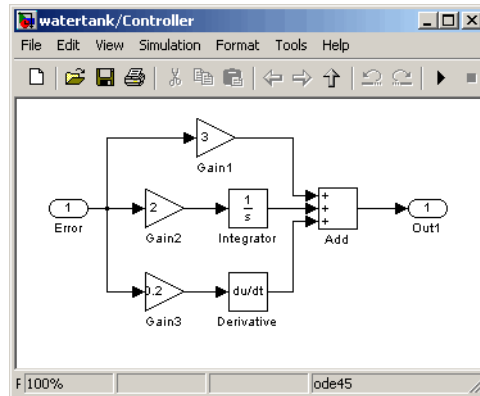 watertank/Controller
File Edit View Simulation Format Tools Help
3
Gain1
1
Error
2
Gain2
1
s
Integrator
+
+
+
Add
1
Out1
0.2
Gain3
du/dt
Derivative
F 100% ode45